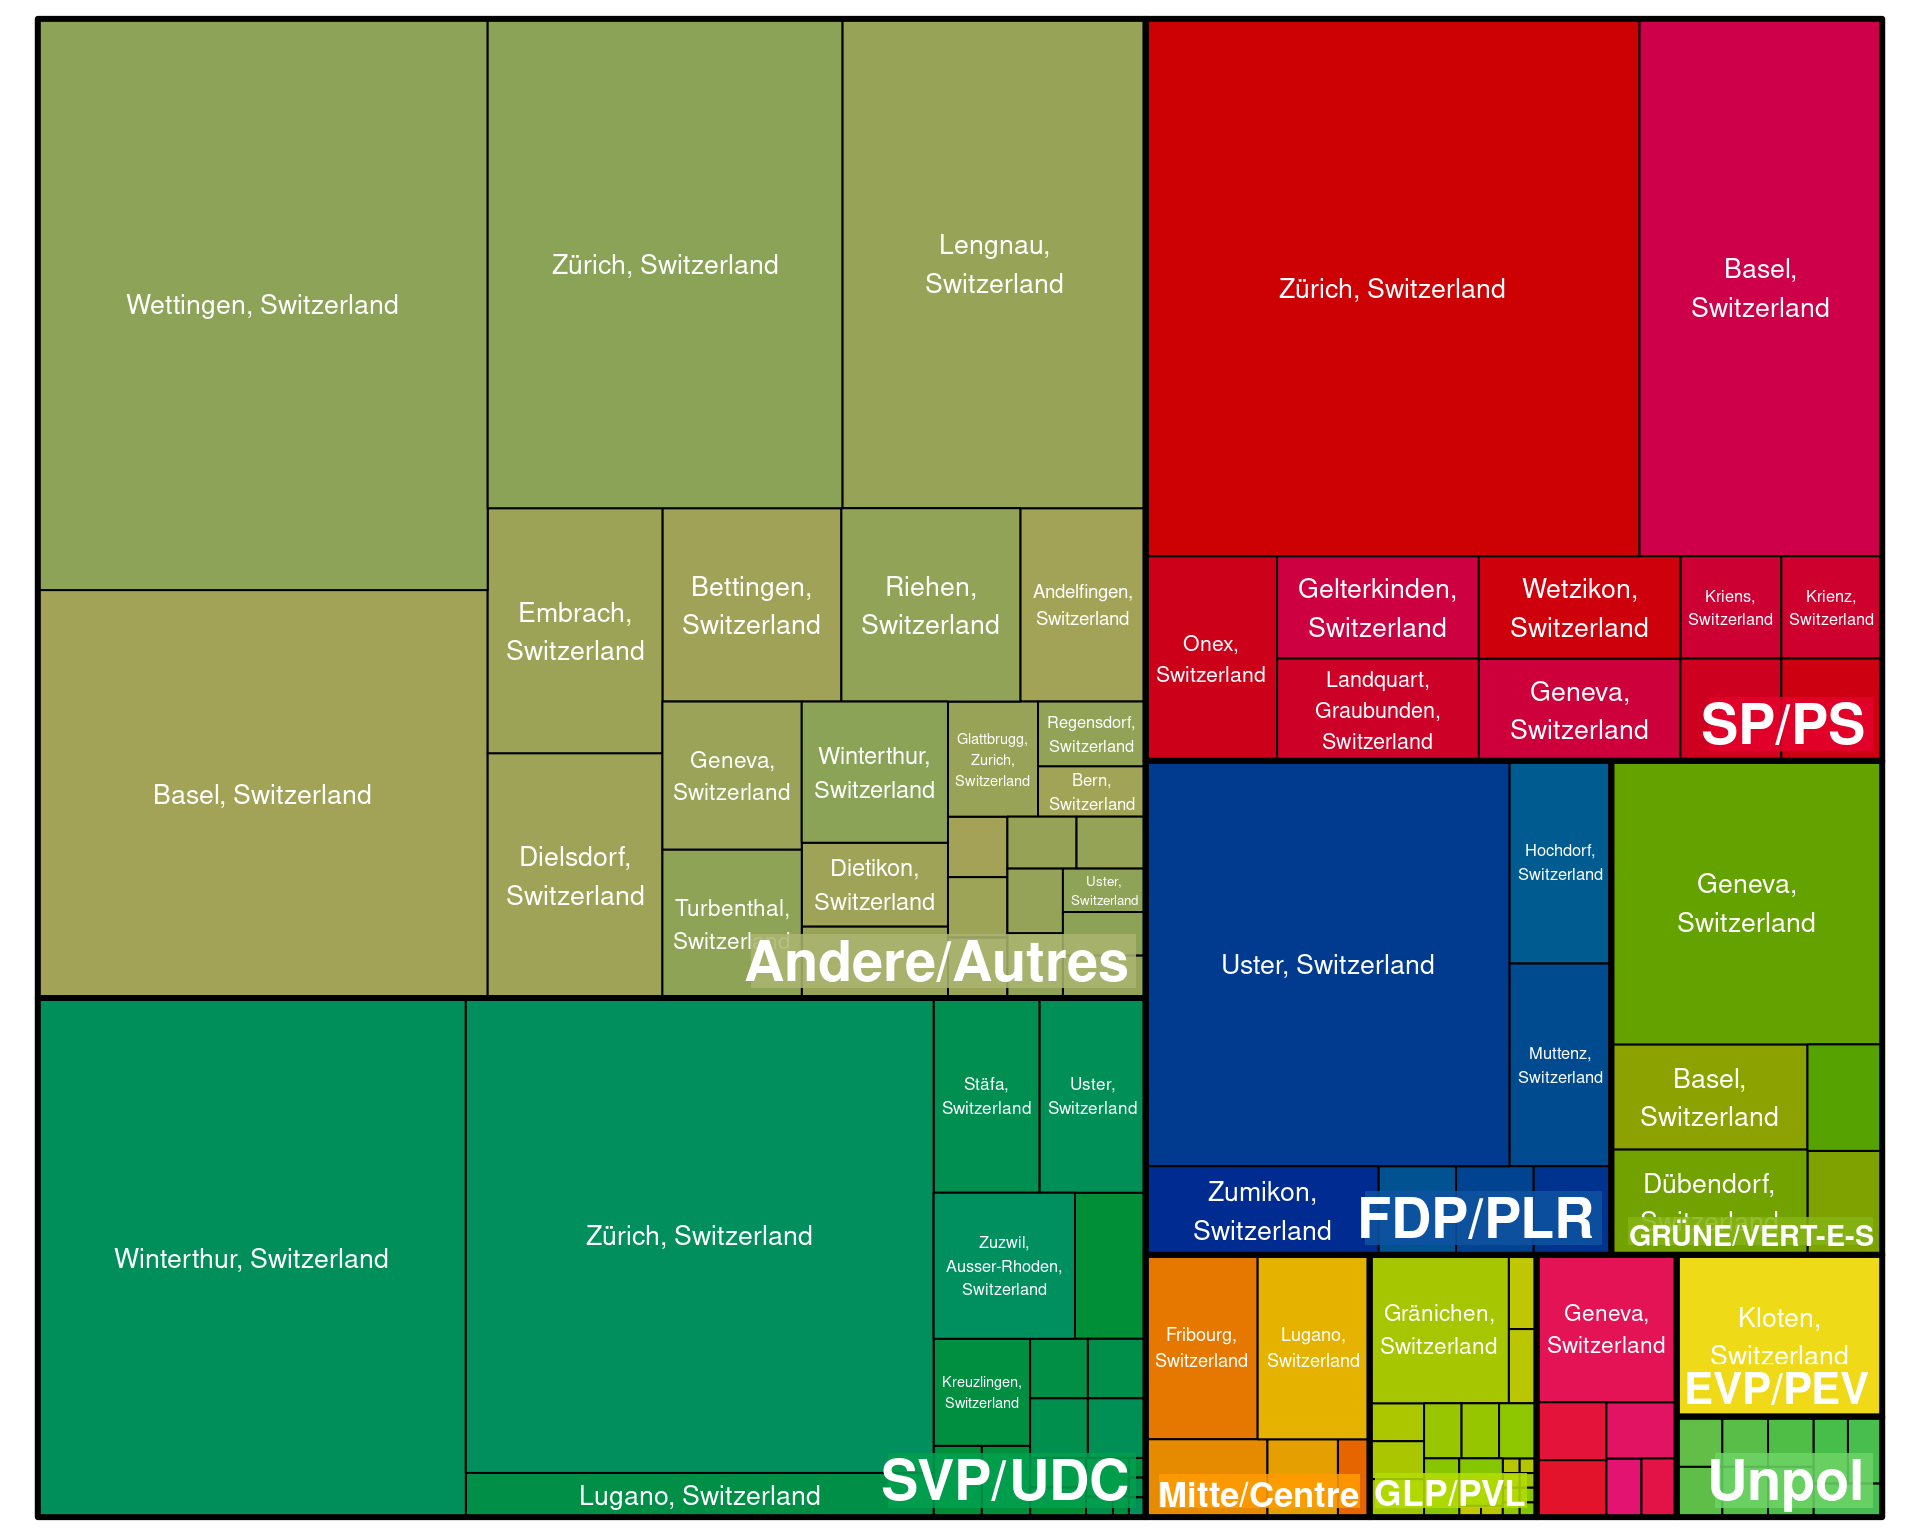 Wettingen, Switzerland
Zürich, Switzerland
Lengnau,
Switzerland
Basel, Switzerland
Embrach,
Switzerland
Bettingen,
Switzerland
Riehen,
Switzerland
Andelfingen,
Switzerland
Dielsdorf,
Switzerland
Geneva,
Switzerland
Winterthur,
Switzerland
Glattbrugg,
Zurich,
Switzerland
Regensdorf,
Switzerland
Bern,
Switzerland
Turbenthal,
Switzerland
Dietikon,
Switzerland
Uster,
Switzerland
Andere/Autres
Zürich, Switzerland
Basel,
Switzerland
Onex,
Switzerland
Gelterkinden,
Switzerland
Wetzikon,
Switzerland
Kriens,
Switzerland
Krienz,
Switzerland
Landquart,
Graubunden,
Switzerland
Geneva,
Switzerland
SP/PS
Winterthur, Switzerland
Zürich, Switzerland
Lugano, Switzerland
Stäfa,
Switzerland
Uster,
Switzerland
Zuzwil,
Ausser-Rhoden,
Switzerland
Kreuzlingen,
Switzerland
SVP/UDC
Uster, Switzerland
Hochdorf,
Switzerland
Muttenz,
Switzerland
Zumikon,
Switzerland
FDP/PLR
Geneva,
Switzerland
Basel,
Switzerland
Dübendorf,
Switzerland
GRÜNE/VERT-E-S
Fribourg,
Switzerland
Lugano,
Switzerland
Mitte/Centre
Gränichen,
Switzerland
GLP/PVL
Geneva,
Switzerland
Kloten,
Switzerland
EVP/PEV
Unpol